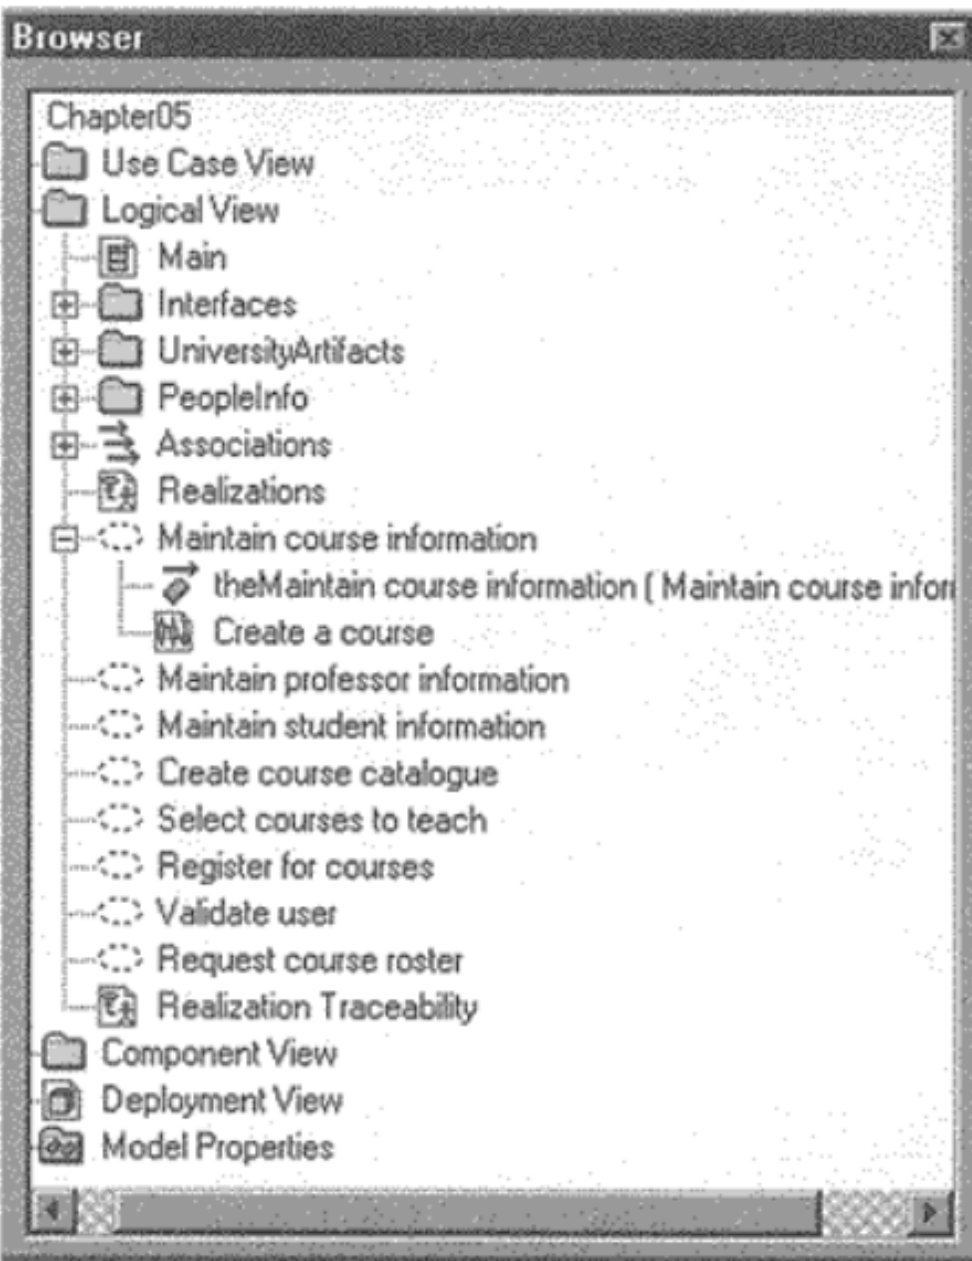 Browser
Chapter05
Use Case View
Logical View
Main
Interfaces
UniversityArtifacts
PeopleInfo
Associations
Realizations
Maintain course information
theMaintain course information ( Maintain course infor
Create a course
Maintain professor information
Maintain student information
Create course catalogue
Select courses to teach
Register for courses
Validate user
Request course roster
Realization Traceability
Component View
Deployment View
Model Properties